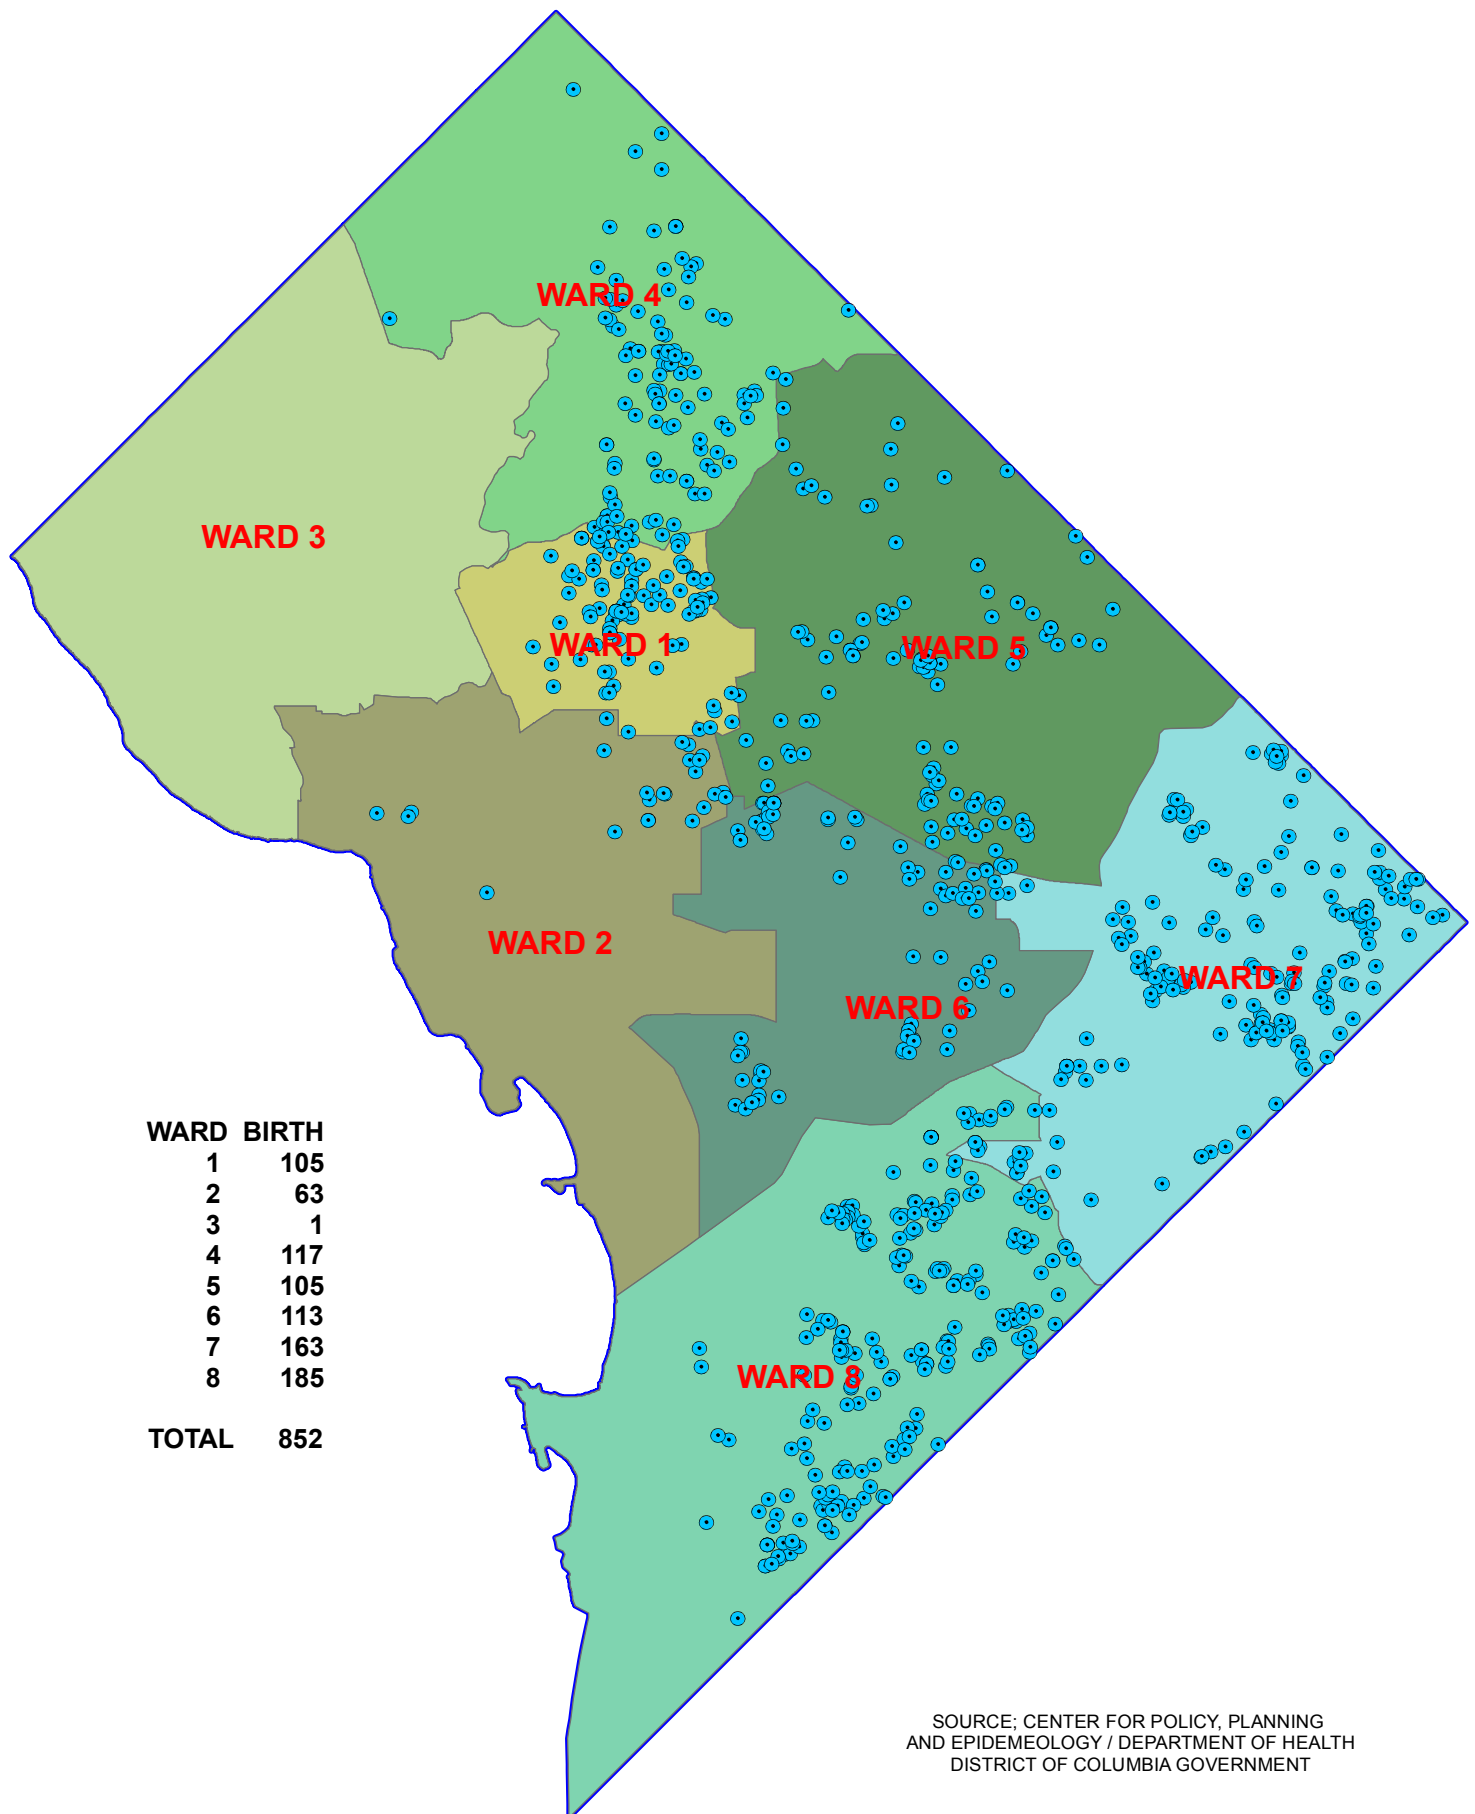 WARD 4
WARD 3
WARD 1
WARD 5
WARD 2
WARD 7
WARD 6
WARD 8
WARD BIRTH
1 105
2 63
3 1
4 117
5 105
6 113
7 163
8 185
TOTAL 852
SOURCE; CENTER FOR POLICY, PLANNING
AND EPIDEMEOLOGY / DEPARTMENT OF HEALTH
DISTRICT OF COLUMBIA GOVERNMENT